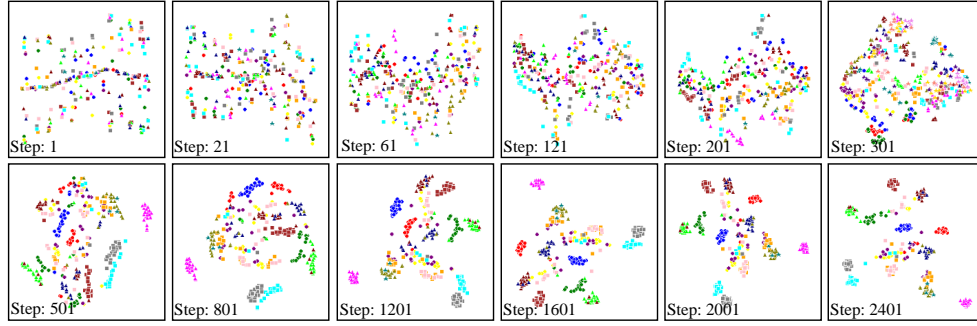 Step: 1
Step: 21
Step: 61
Step: 121
Step: 201
Step: 301
Step: 501
Step: 801
Step: 1201
Step: 1601
Step: 2001
Step: 2401